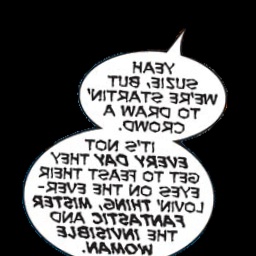 YEAH
SUZIE, BUT
WE'RE STARTIN'
TO DRAW A
CROWD.
IT'S NOT
EVERY DAY THEY
GET TO FEAST THEIR
EYES ON THE EVER-
LOVIN' THING, MISTER
FANTASTIC AND
THE INVISIBLE
WOMAN.